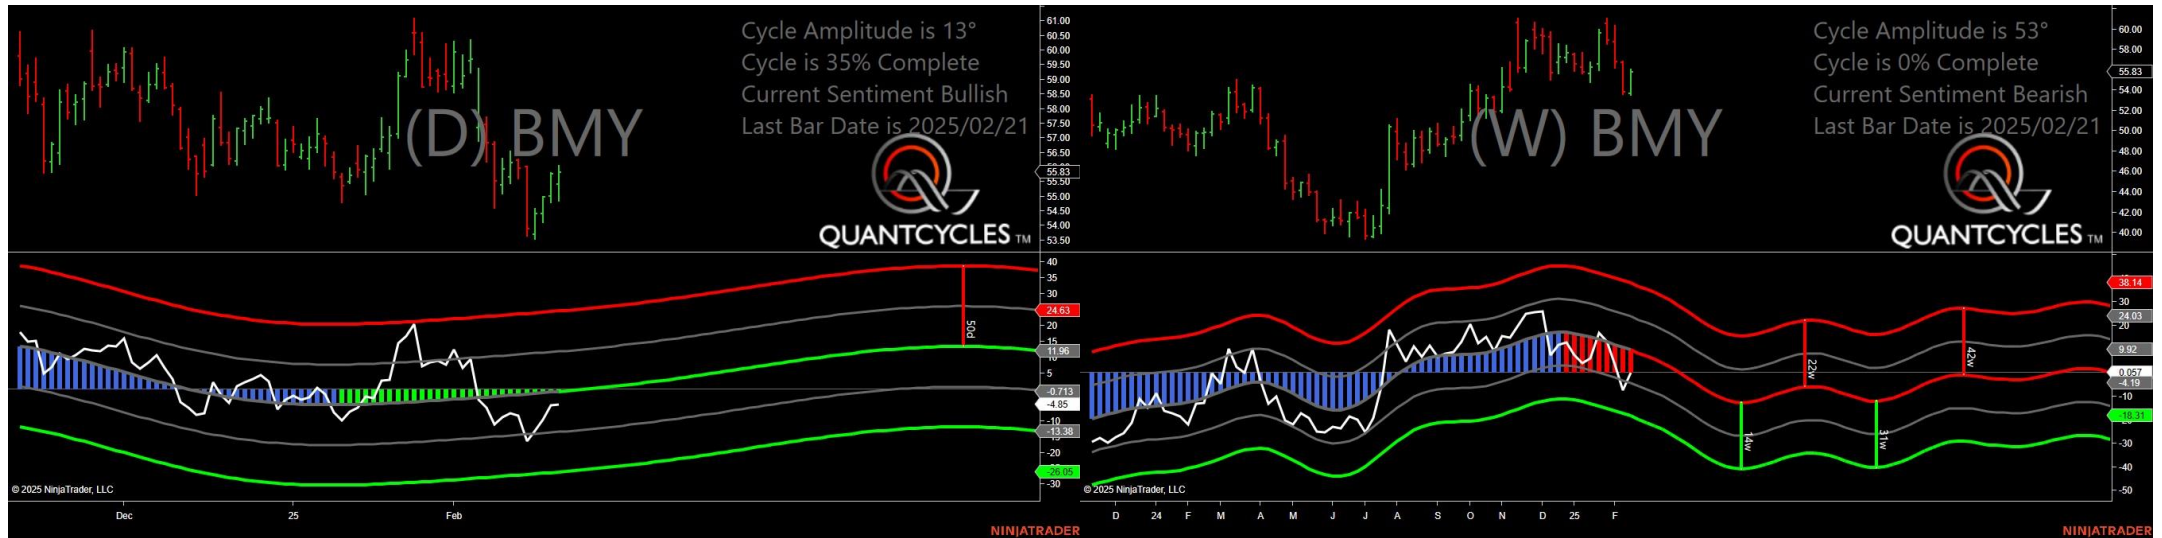 Cycle Amplitude is 13°
Cycle is 35% Complete
Current Sentiment Bullish
Last Bar Date is 2025/02/21
(D) BMY
QUANTCYCLES TM
61.00
60.50
60.00
59.50
59.00
58.50
58.00
57.50
57.00
56.50
55.83
55.50
55.00
54.50
54.00
53.50
40
35
30
24.63
20
15
11.96
5
-0.713
-4.85
-10
-13.38
-20
-26.05
-30
50d
© 2025 NinjaTrader, LLC
Dec
25
Feb
NINJATRADER
Cycle Amplitude is 53°
Cycle is 0% Complete
Current Sentiment Bearish
Last Bar Date is 2025/02/21
(W) BMY
QUANTCYCLES TM
60.00
58.00
55.83
54.00
52.00
50.00
48.00
46.00
44.00
42.00
40.00
38.14
30
24.03
20
9.92
0.057
-4.19
-10
-18.31
-30
-40
-50
14w
22w
31w
42w
© 2025 NinjaTrader, LLC
D
24
F
M
A
M
J
J
A
S
O
N
D
25
F
NINJATRADER